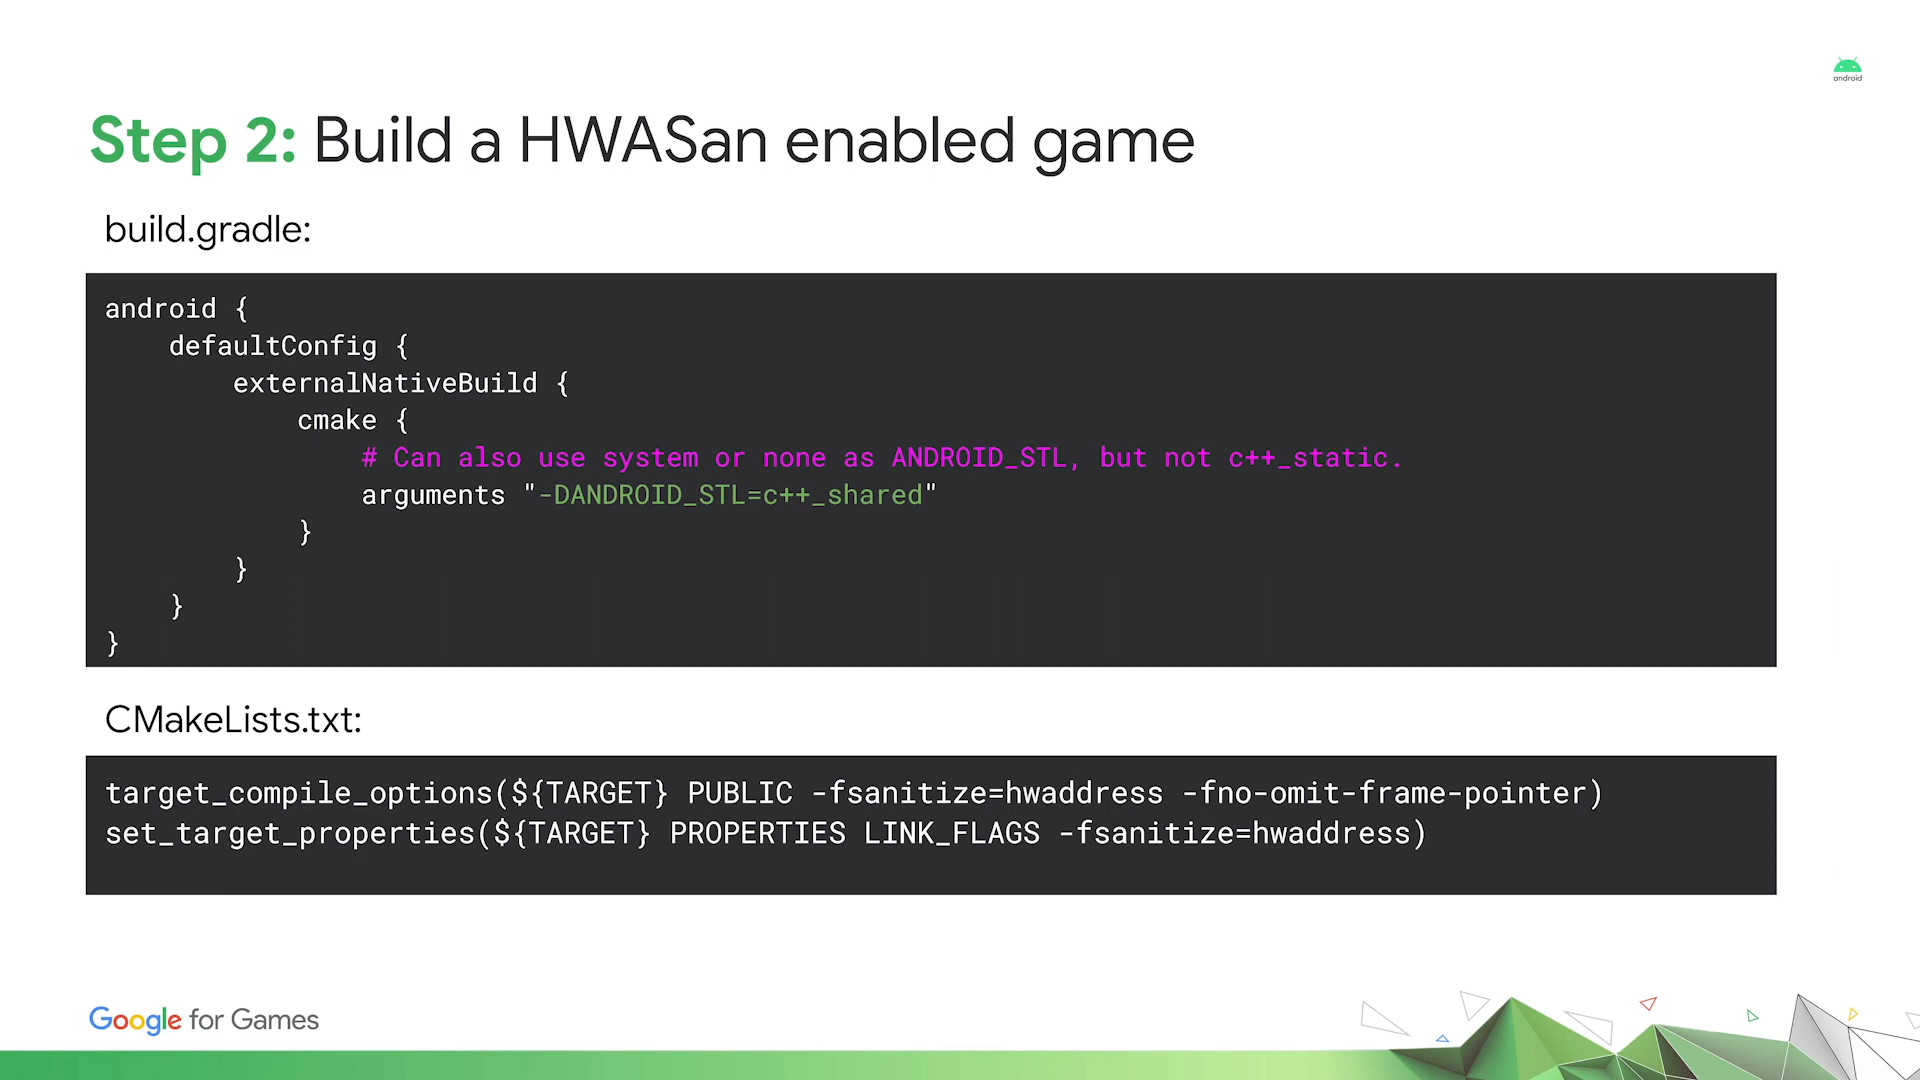 android
Step 2: Build a HWASan enabled game
build.gradle:
android {
    defaultConfig {
        externalNativeBuild {
            cmake {
                # Can also use system or none as ANDROID_STL, but not c++_static.
                arguments "-DANDROID_STL=c++_shared"
            }
        }
    }
}
CMakeLists.txt:
target_compile_options(${TARGET} PUBLIC -fsanitize=hwaddress -fno-omit-frame-pointer)
set_target_properties(${TARGET} PROPERTIES LINK_FLAGS -fsanitize=hwaddress)
Google for Games